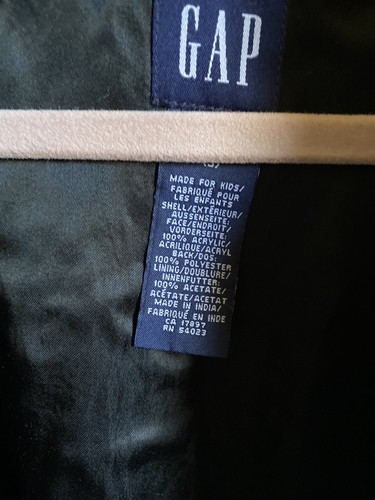 GAP
MADE FOR KIDS/
FABRIQUÉ POUR
LES ENFANTS
SHELL/EXTÉRIEUR/
AUSSENSEITE:
FACE/ENDROIT/
VORDERSEITE:
100% ACRYLIC/
ACRILIQUE/ACRYL
BACK/DOS:
100% POLYESTER
LINING/DOUBLURE/
INNENFUTTER:
100% ACETATE/
ACÉTATE/ACETAT
MADE IN INDIA/
FABRIQUÉ EN INDE
CA 17897
RN 54023